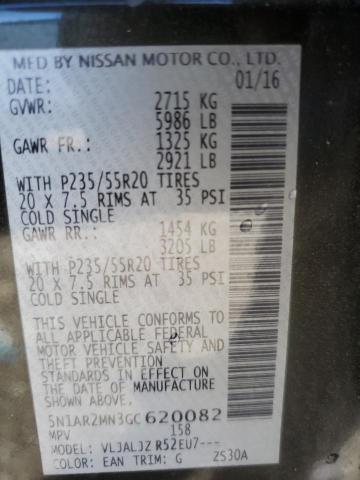 MFD BY NISSAN MOTOR CO., LTD.
DATE: 01/16
GVWR: 2715 KG
5986 LB
GAWR FR.: 1325 KG
2921 LB
WITH P235/55R20 TIRES
20 X 7.5 RIMS AT 35 PSI
COLD SINGLE
GAWR RR.: 1454 KG
3205 LB
WITH P235/55R20 TIRES
20 X 7.5 RIMS AT 35 PSI
COLD SINGLE
THIS VEHICLE CONFORMS TO
ALL APPLICABLE FEDERAL
MOTOR VEHICLE SAFETY AND
AND THEFT PREVENTION
STANDARDS IN EFFECT ON
THE DATE OF MANUFACTURE
SHOWN ABOVE.
5N1AR2MN3GC620082
MPV 158
VLJALJZ R52EU7---
COLOR: EAN TRIM: G ZS30A